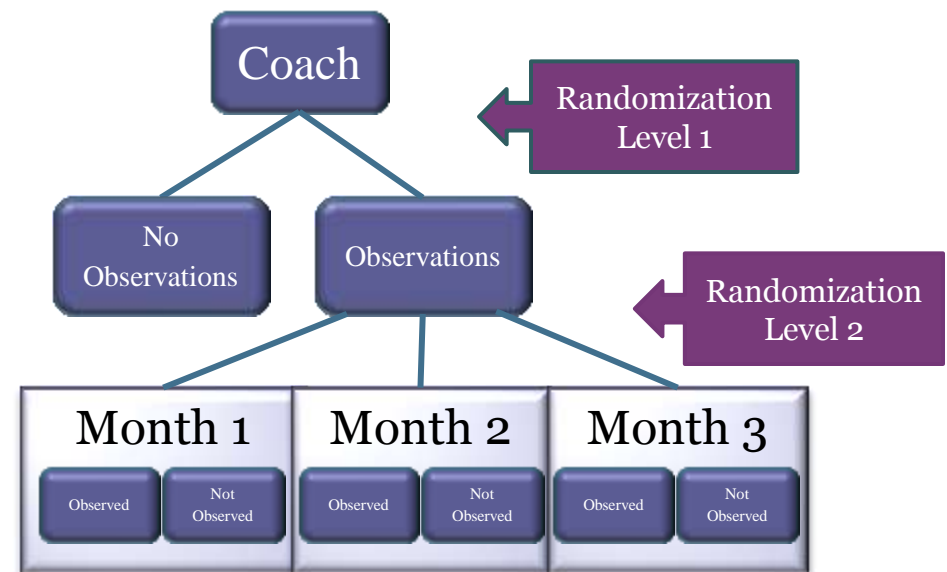 Coach
Randomization
Level 1
No
Observations
Observations
Randomization
Level 2
Month 1
Observed
Not
Observed
Month 2
Observed
Not
Observed
Month 3
Observed
Not
Observed